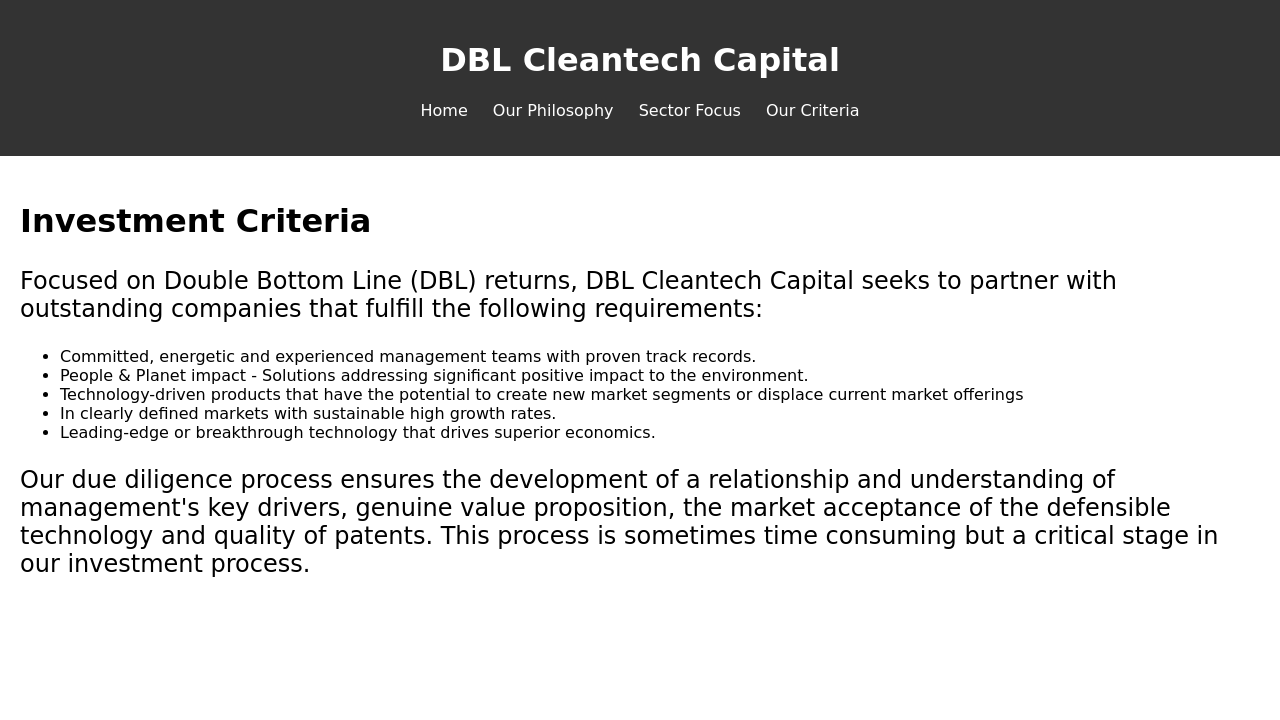 DBL Cleantech Capital
Home Our Philosophy Sector Focus Our Criteria
Investment Criteria
Focused on Double Bottom Line (DBL) returns, DBL Cleantech Capital seeks to partner with
outstanding companies that fulfill the following requirements:
• Committed, energetic and experienced management teams with proven track records.
• People & Planet impact - Solutions addressing significant positive impact to the environment.
• Technology-driven products that have the potential to create new market segments or displace current market offerings
• In clearly defined markets with sustainable high growth rates.
• Leading-edge or breakthrough technology that drives superior economics.
Our due diligence process ensures the development of a relationship and understanding of
management's key drivers, genuine value proposition, the market acceptance of the defensible
technology and quality of patents. This process is sometimes time consuming but a critical stage in
our investment process.